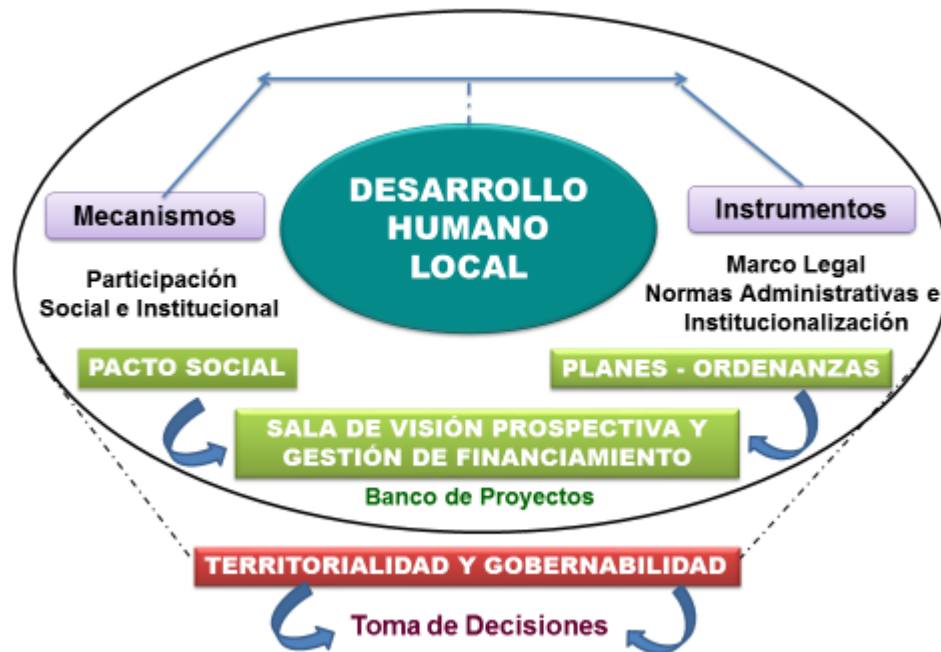 DESARROLLO
HUMANO
LOCAL
Mecanismos
Participación
Social e Institucional
PACTO SOCIAL
Instrumentos
Marco Legal
Normas Administrativas e
Institucionalización
PLANES - ORDENANZAS
SALA DE VISIÓN PROSPECTIVA Y
GESTIÓN DE FINANCIAMIENTO
Banco de Proyectos
TERRITORIALIDAD Y GOBERNABILIDAD
Toma de Decisiones